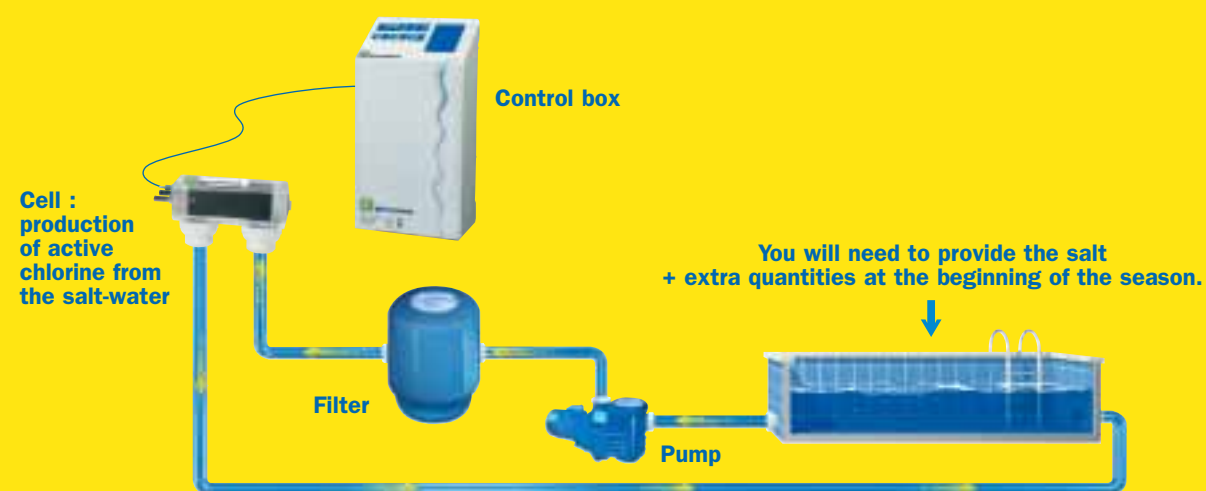 Control box
Cell :
production
of active
chlorine from
the salt-water
You will need to provide the salt
+ extra quantities at the beginning of the season.
Filter
Pump